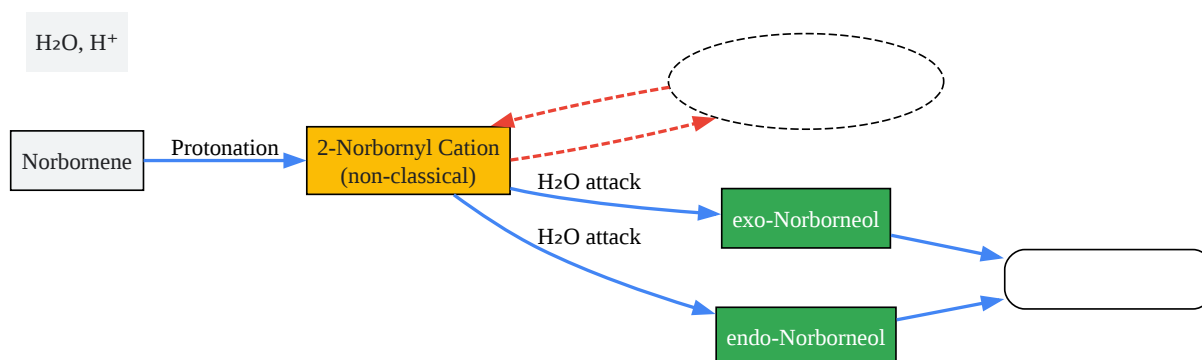 H₂O, H⁺
Norbornene
Protonation
2-Norbornyl Cation
(non-classical)
H₂O attack
H₂O attack
exo-Norborneol
endo-Norborneol